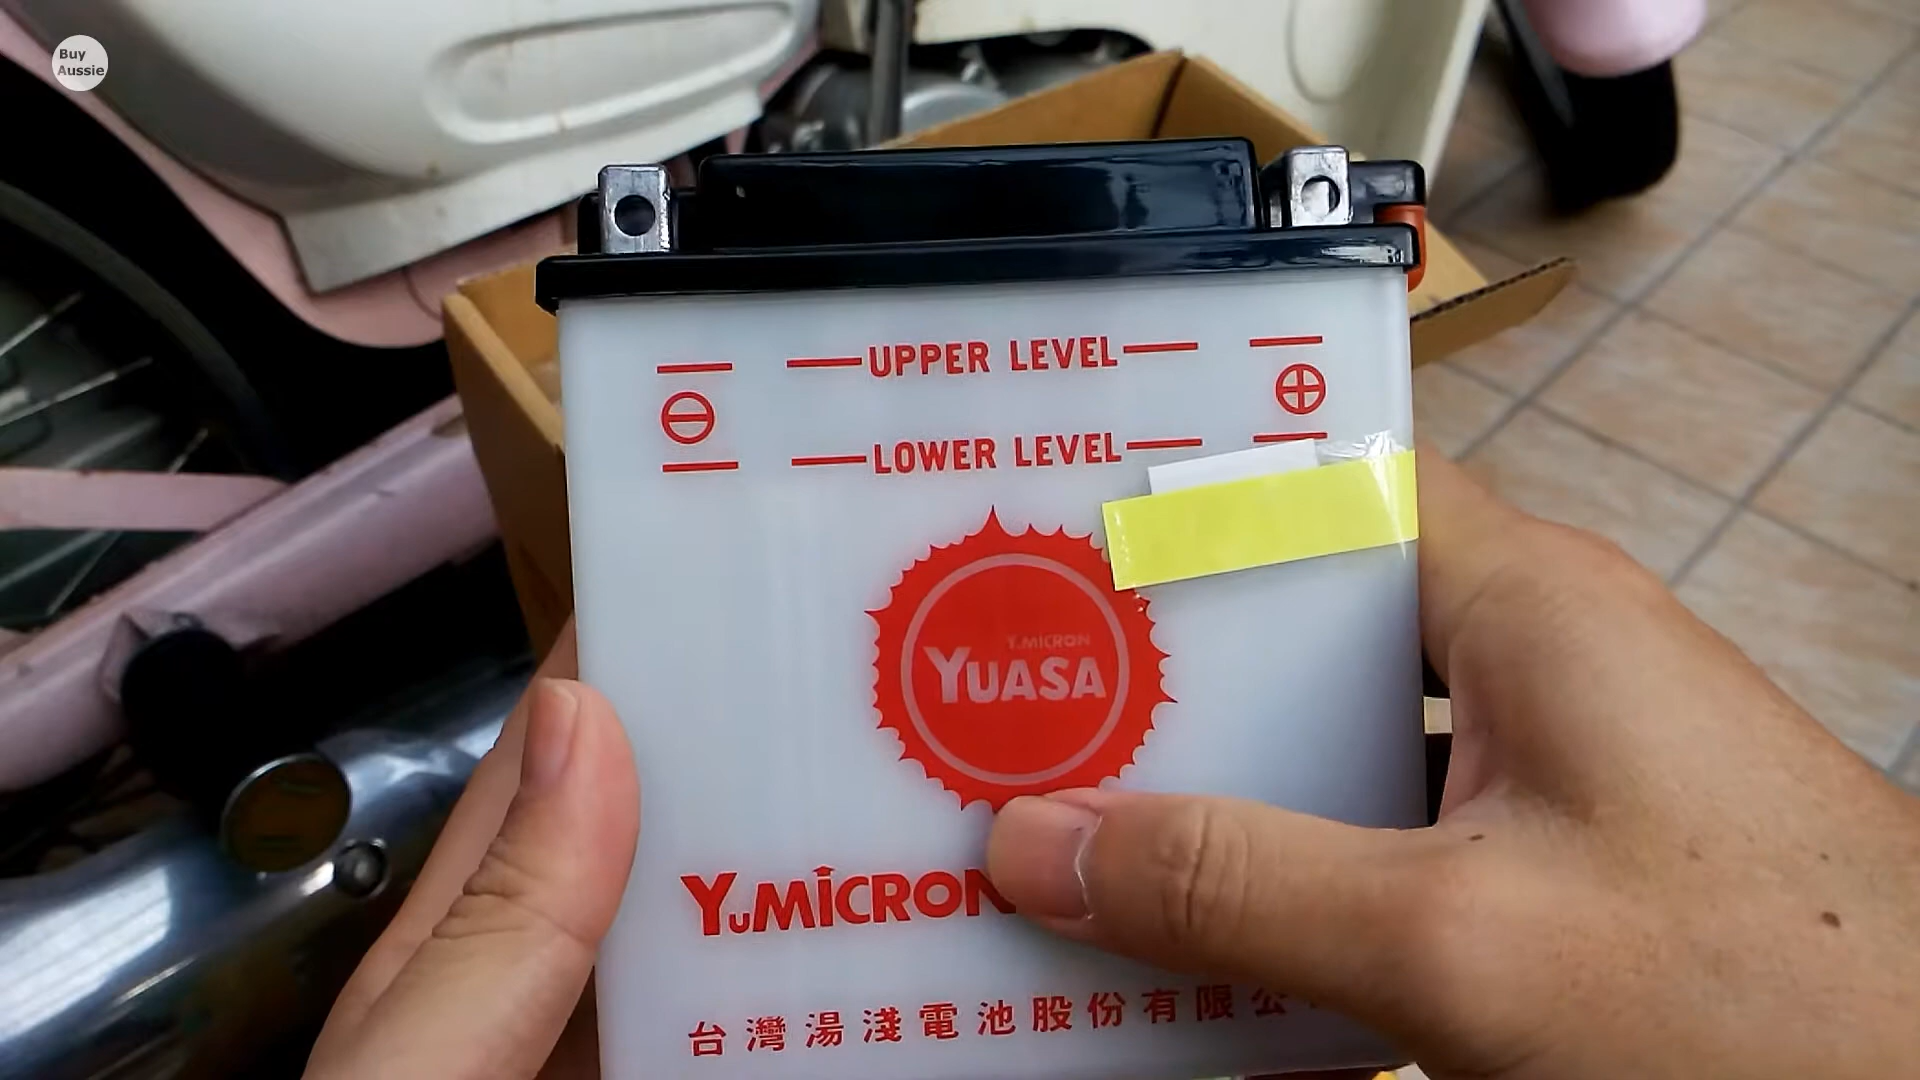 Buy
Aussie
UPPER LEVEL
LOWER LEVEL
Y.MICRON
YUASA
YuMICRON
台灣湯淺電池股份有限公